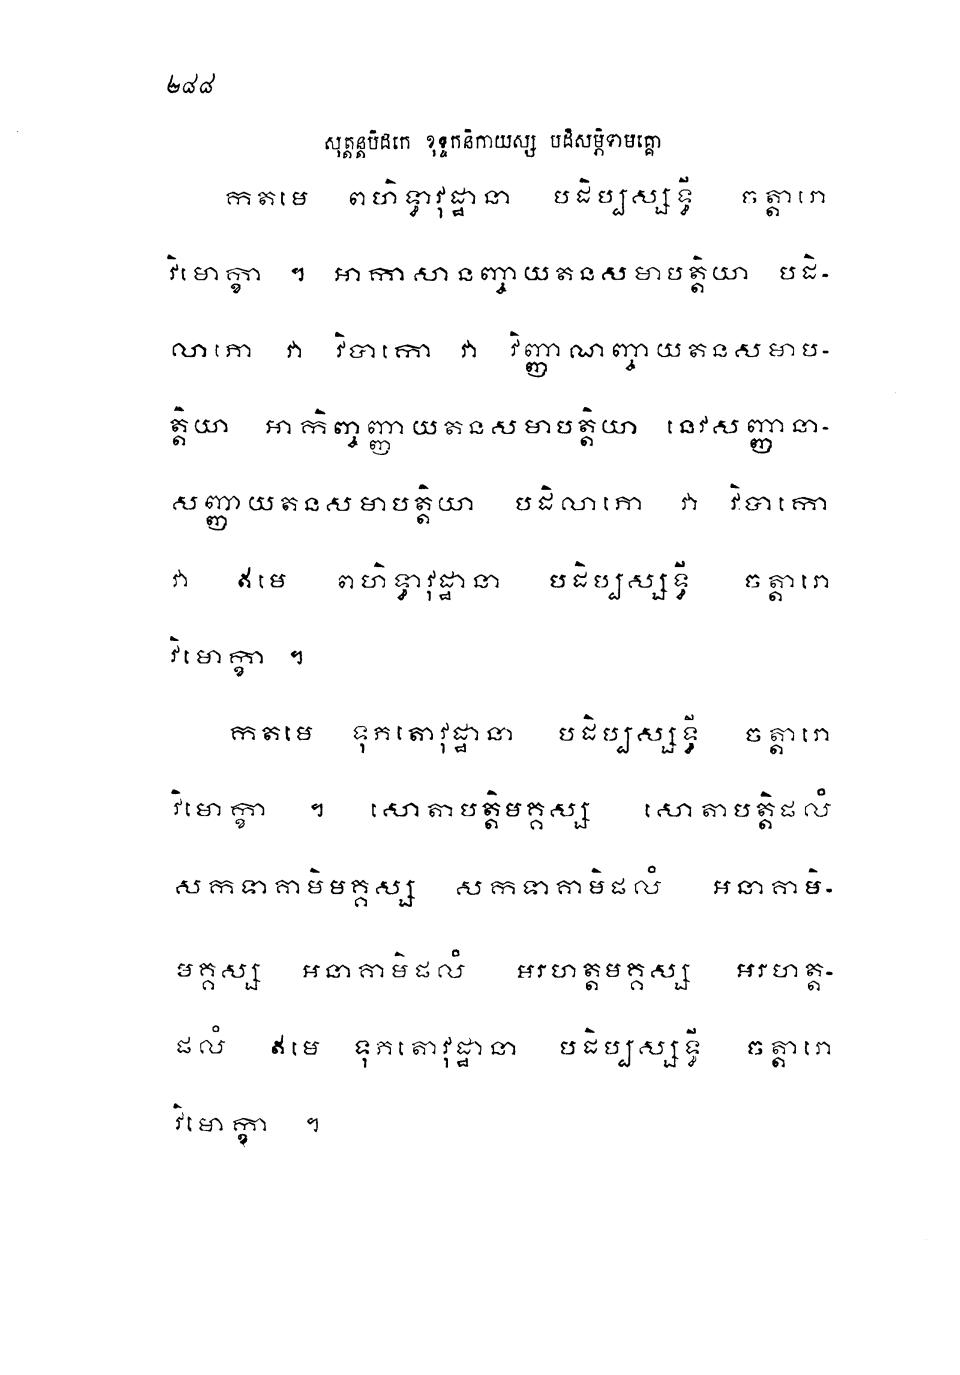 ២៨៨
សុត្តន្តបិដកេ ខុទ្ទកនិកាយស្ស បដិសម្ភិទាមគ្គោ
កតមេ ពហិទ្ធាវុដ្ឋានា បដិប្បស្សទ្ធី ចត្តារោ
វិមោក្ខា ។ អាកាសានញ្ចាយតនសមាបត្តិយា បដិ-
លាភោ វា វិបាកោ វា វិញ្ញាណញ្ចាយតនសមាប-
ត្តិយា អាកិញ្ចញ្ញាយតនសមាបត្តិយា នេវសញ្ញានា-
សញ្ញាយតនសមាបត្តិយា បដិលាភោ វា វិបាកោ
វា ឥមេ ពហិទ្ធាវុដ្ឋានា បដិប្បស្សទ្ធី ចត្តារោ
វិមោក្ខា ។
កតមេ ទុភតោវុដ្ឋានា បដិប្បស្សទ្ធី ចត្តារោ
វិមោក្ខា ។ សោតាបត្តិមគ្គស្ស សោតាបត្តិផលំ
សកទាគាមិមគ្គស្ស សកទាគាមិផលំ អនាគាមិ-
មគ្គស្ស អនាគាមិផលំ អរហត្តមគ្គស្ស អរហត្ត-
ផលំ ឥមេ ទុភតោវុដ្ឋានា បដិប្បស្សទ្ធី ចត្តារោ
វិមោក្ខា ។